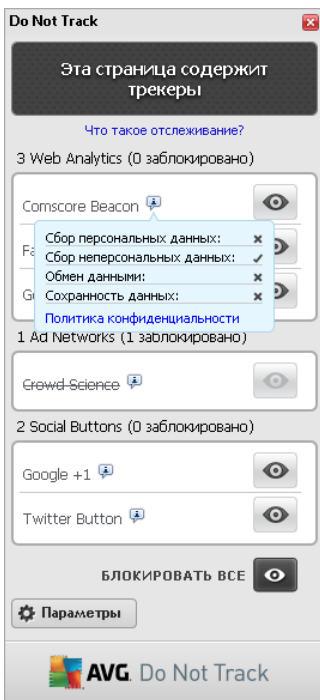 Do Not Track
Эта страница содержит
трекеры
Что такое отслеживание?
3 Web Analytics (0 заблокировано)
Comscore Beacon
Сбор персональных данных:
Сбор неперсональных данных:
Обмен данными:
Сохранность данных:
Политика конфиденциальности
1 Ad Networks (1 заблокировано)
Crowd Science
2 Social Buttons (0 заблокировано)
Google +1
Twitter Button
БЛОКИРОВАТЬ ВСЕ
Параметры
AVG. Do Not Track